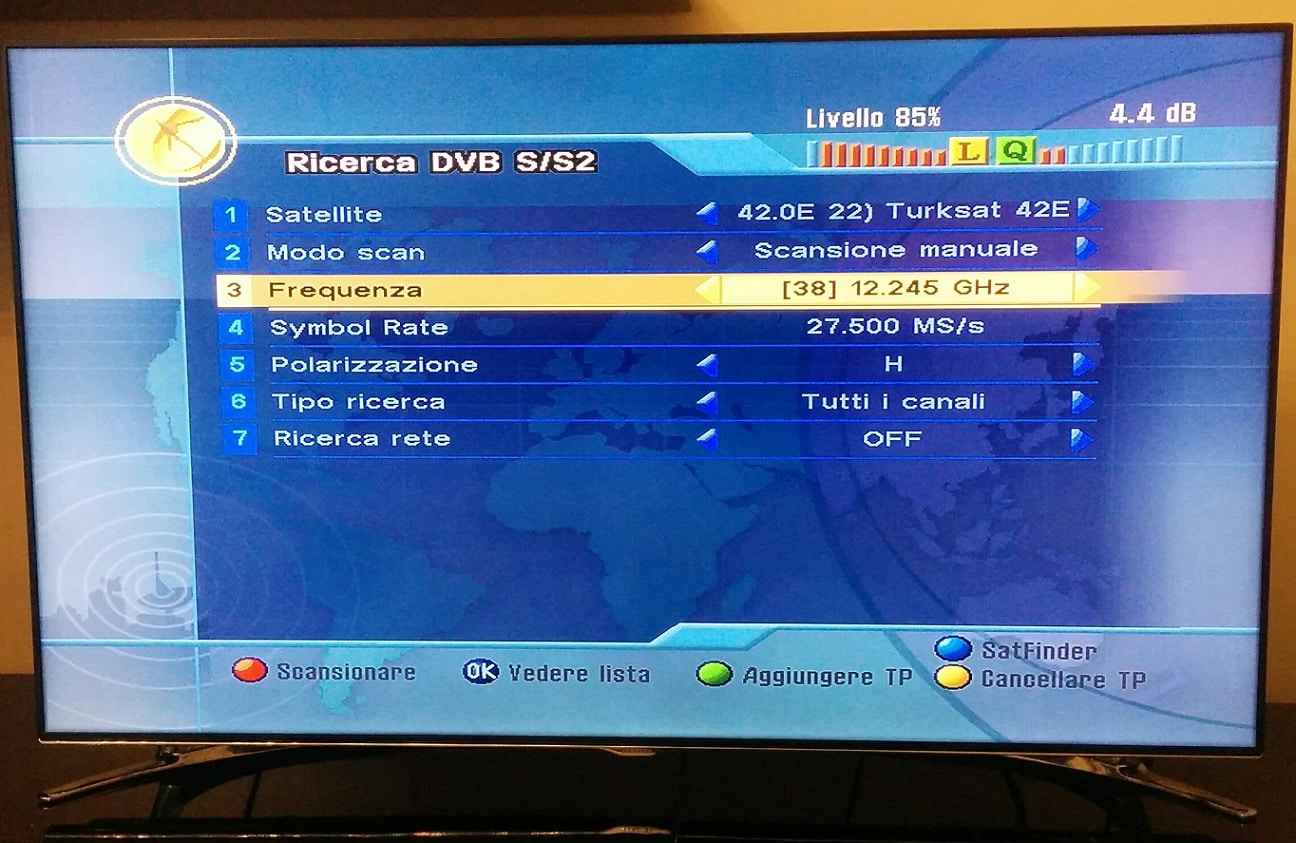 Livello 85% 4.4 dB
L Q
Ricerca DVB S/S2
1 Satellite 42.0E 22) Turksat 42E
2 Modo scan Scansione manuale
3 Frequenza [38] 12.245 GHz
4 Symbol Rate 27.500 MS/s
5 Polarizzazione H
6 Tipo ricerca Tutti i canali
7 Ricerca rete OFF
SatFinder
Scansionare OK Vedere lista Aggiungere TP Cancellare TP